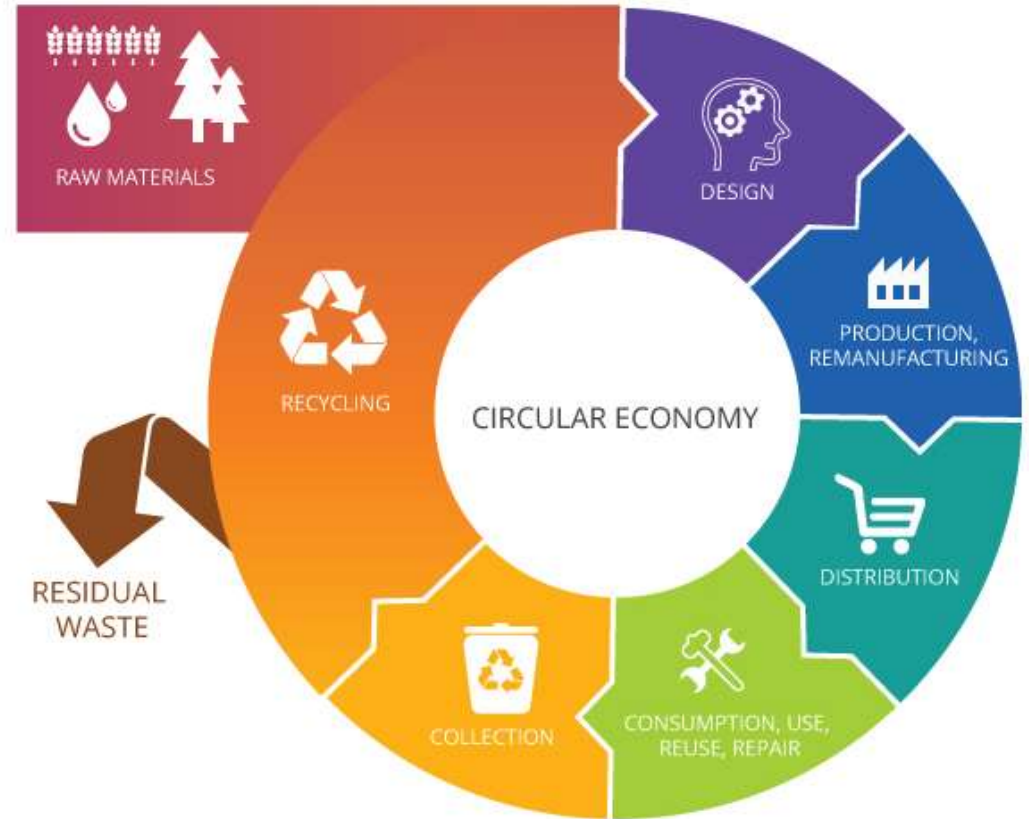 RAW MATERIALS
DESIGN
PRODUCTION,
REMANUFACTURING
RECYCLING
CIRCULAR ECONOMY
DISTRIBUTION
RESIDUAL
WASTE
COLLECTION
CONSUMPTION, USE,
REUSE, REPAIR